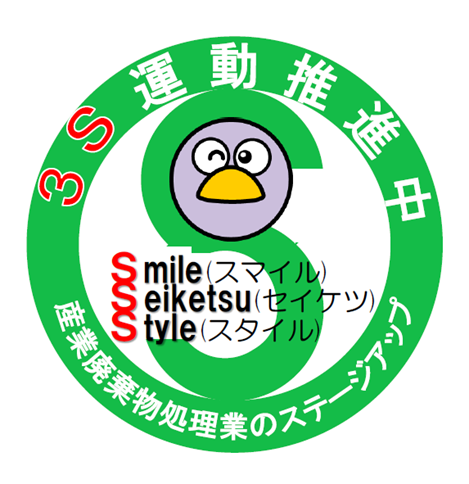 3S運動推進中
Smile(スマイル)
Seiketsu(セイケツ)
Style(スタイル)
産業廃棄物処理業のステージアップ